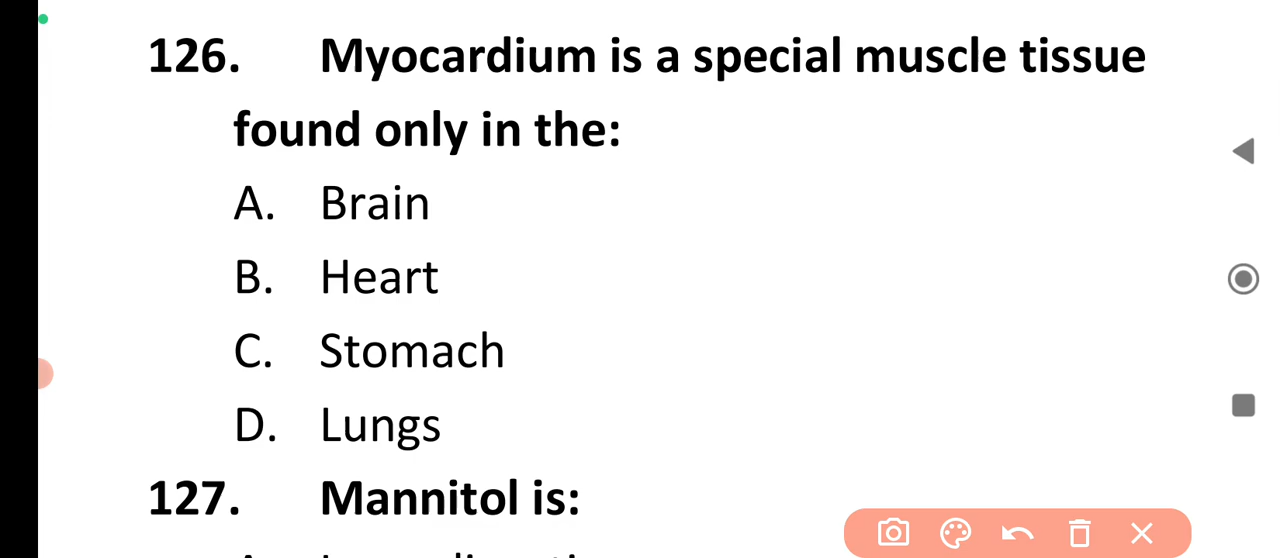 126. Myocardium is a special muscle tissue
found only in the:
A. Brain
B. Heart
C. Stomach
D. Lungs
127. Mannitol is: